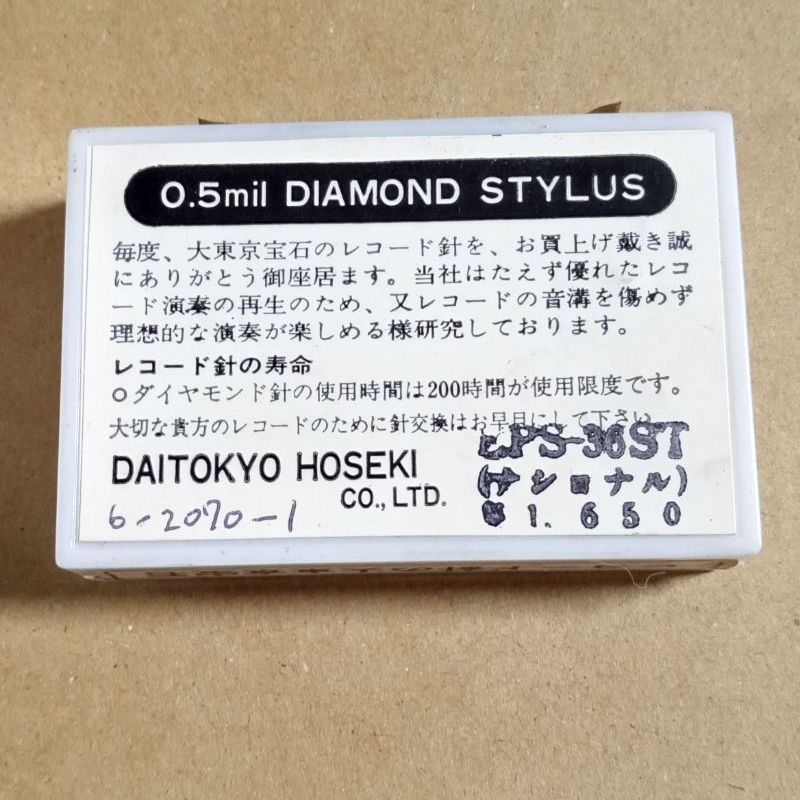 0.5mil DIAMOND STYLUS
毎度、大東京宝石のレコード針を、お買上げ戴き誠
にありがとう御座居ます。当社はたえず優れたレコ
ード演奏の再生のため、又レコードの音溝を傷めず
理想的な演奏が楽しめる様研究しております。
レコード針の寿命
○ダイヤモンド針の使用時間は200時間が使用限度です。
大切な貴方のレコードのために針交換はお早目にして下さい
DAITOKYO HOSEKI
CO., LTD.
EPS-36ST
(ナショナル)
1.650
6-2070-1